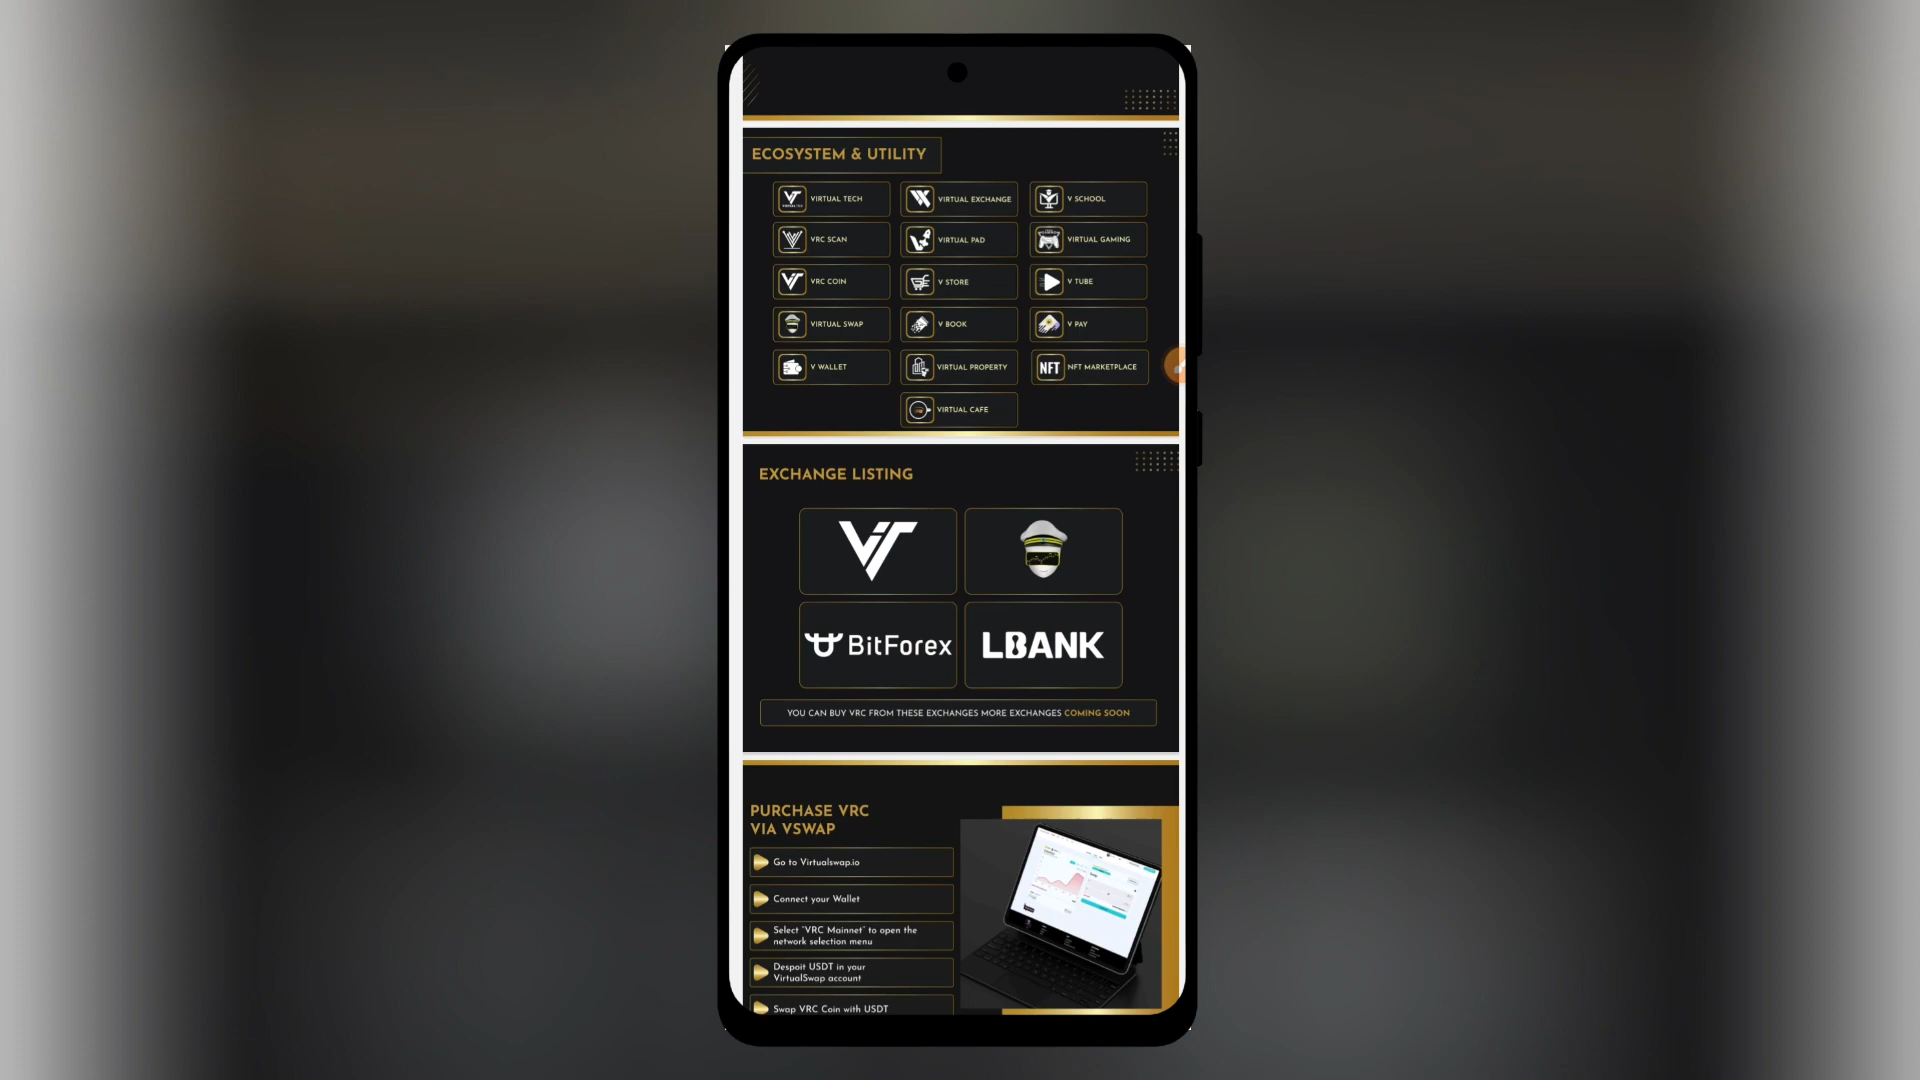 ECOSYSTEM & UTILITY
VIRTUAL TECH
VIRTUAL EXCHANGE
V SCHOOL
VRC SCAN
VIRTUAL PAD
VIRTUAL GAMING
VRC COIN
V STORE
V TUBE
VIRTUAL SWAP
V BOOK
V PAY
V WALLET
VIRTUAL PROPERTY
NFT
NFT MARKETPLACE
VIRTUAL CAFE
EXCHANGE LISTING
BitForex
LBANK
YOU CAN BUY VRC FROM THESE EXCHANGES MORE EXCHANGES COMING SOON
PURCHASE VRC
VIA VSWAP
Go to Virtualswap.io
Connect your Wallet
Select "VRC Mainnet" to open the
network selection menu
Despoit USDT in your
VirtualSwap account
Swap VRC Coin with USDT